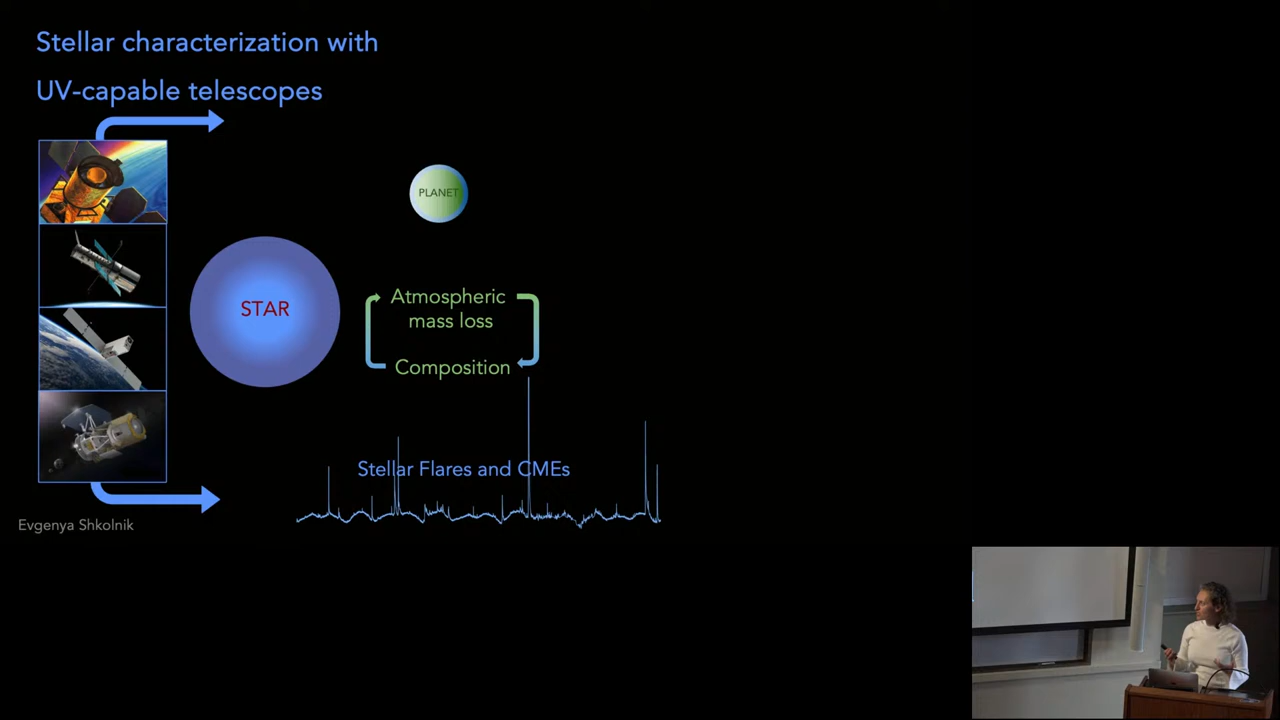 Stellar characterization with
UV-capable telescopes
PLANET
STAR
Atmospheric
mass loss
Composition
Stellar Flares and CMEs
Evgenya Shkolnik